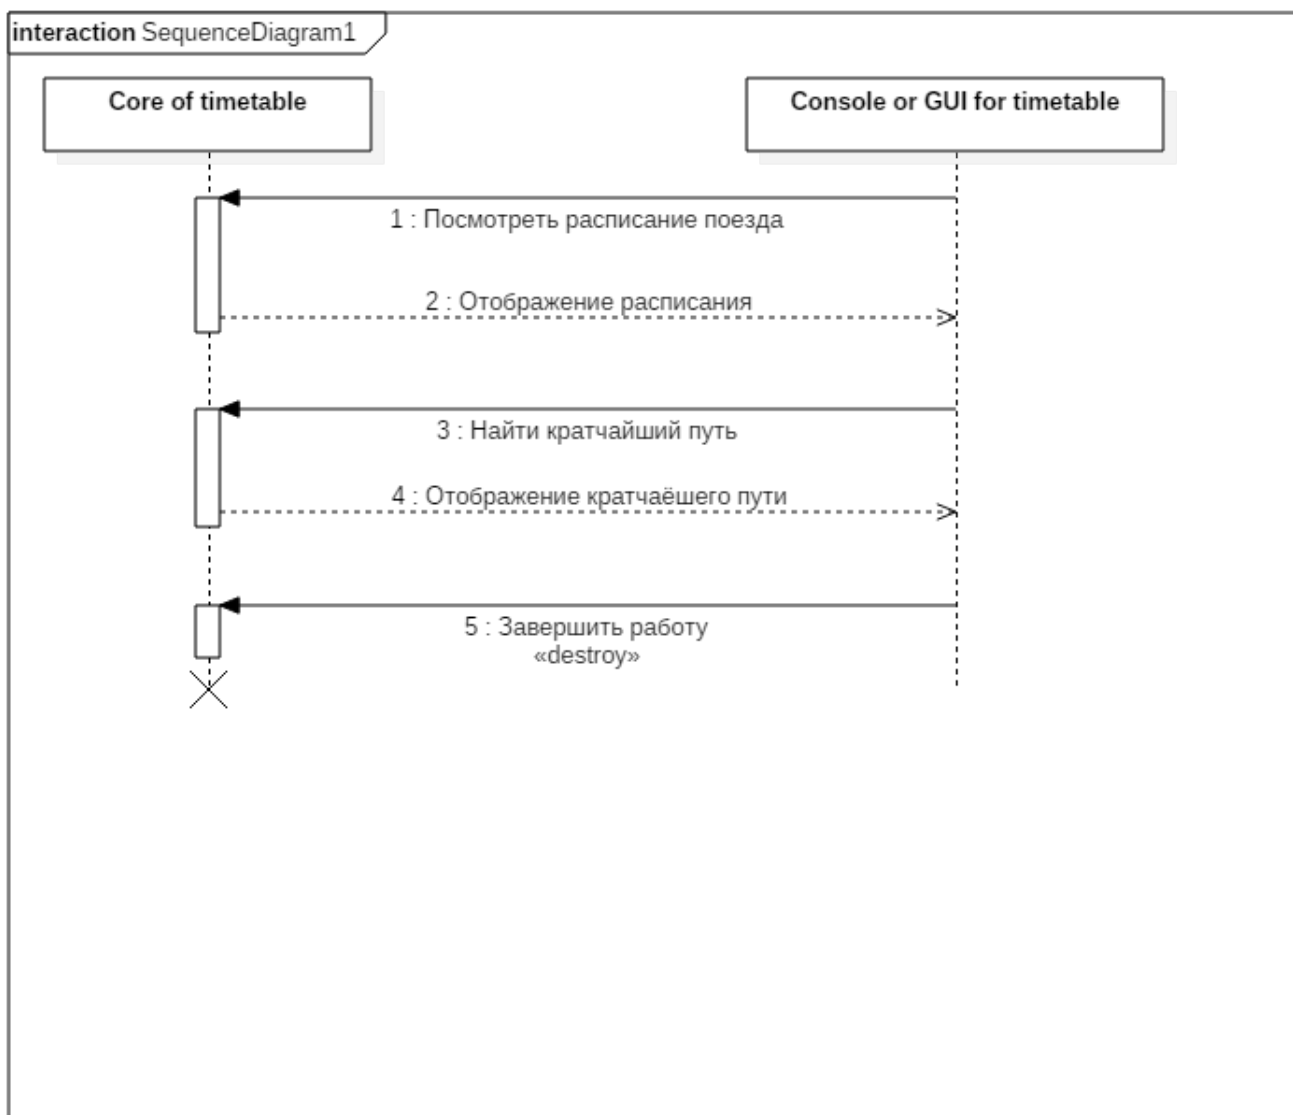 interaction SequenceDiagram1
Core of timetable
Console or GUI for timetable
1 : Посмотреть расписание поезда
2 : Отображение расписания
3 : Найти кратчайший путь
4 : Отображение кратчаёшего пути
5 : Завершить работу
«destroy»